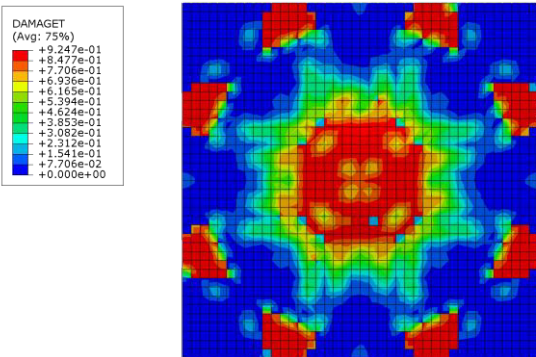 DAMAGET
(Avg: 75%)
+9.247e-01
+8.477e-01
+7.706e-01
+6.936e-01
+6.165e-01
+5.394e-01
+4.624e-01
+3.853e-01
+3.082e-01
+2.312e-01
+1.541e-01
+7.706e-02
+0.000e+00